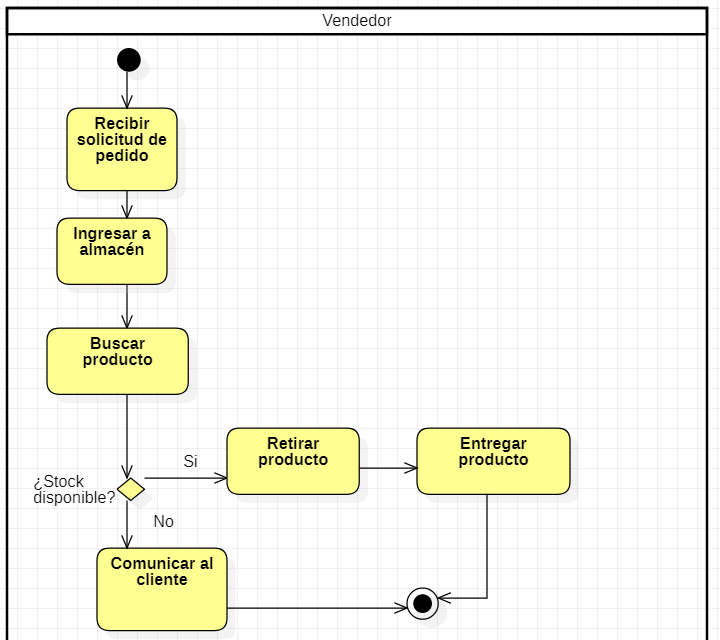 Vendedor
Recibir
solicitud de
pedido
Ingresar a
almacén
Buscar
producto
¿Stock
disponible?
Si
Retirar
producto
Entregar
producto
No
Comunicar al
cliente